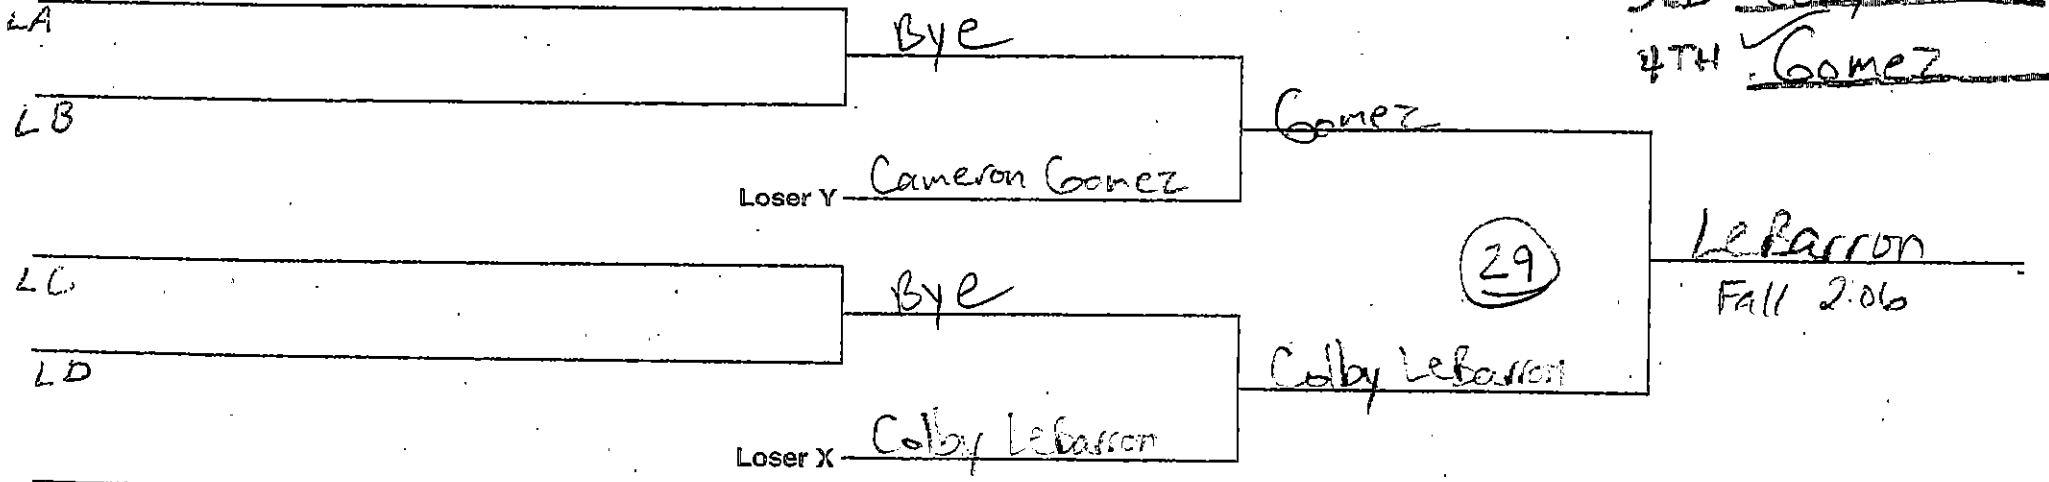 LA
Bye
4TH Gomez
LB
Gomez
Loser Y Cameron Gomez
LC
Bye
29
LeBarron
Fall 2:06
LD
Colby LeBarron
Loser X Colby LeBarron